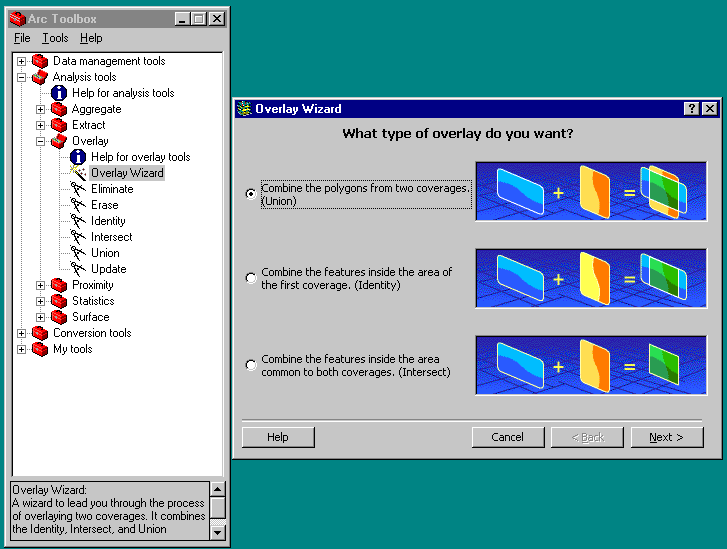 Arc Toolbox
File Tools Help
Data management tools
Analysis tools
Help for analysis tools
Aggregate
Extract
Overlay
Help for overlay tools
Overlay Wizard
Eliminate
Erase
Identity
Intersect
Union
Update
Proximity
Statistics
Surface
Conversion tools
My tools
Overlay Wizard:
A wizard to lead you through the process
of overlaying two coverages. It combines
the Identity, Intersect, and Union
Overlay Wizard
What type of overlay do you want?
Combine the polygons from two coverages.
(Union)
+ =
Combine the features inside the area of
the first coverage. (Identity)
+ =
Combine the features inside the area
common to both coverages. (Intersect)
+ =
Help Cancel < Back Next >